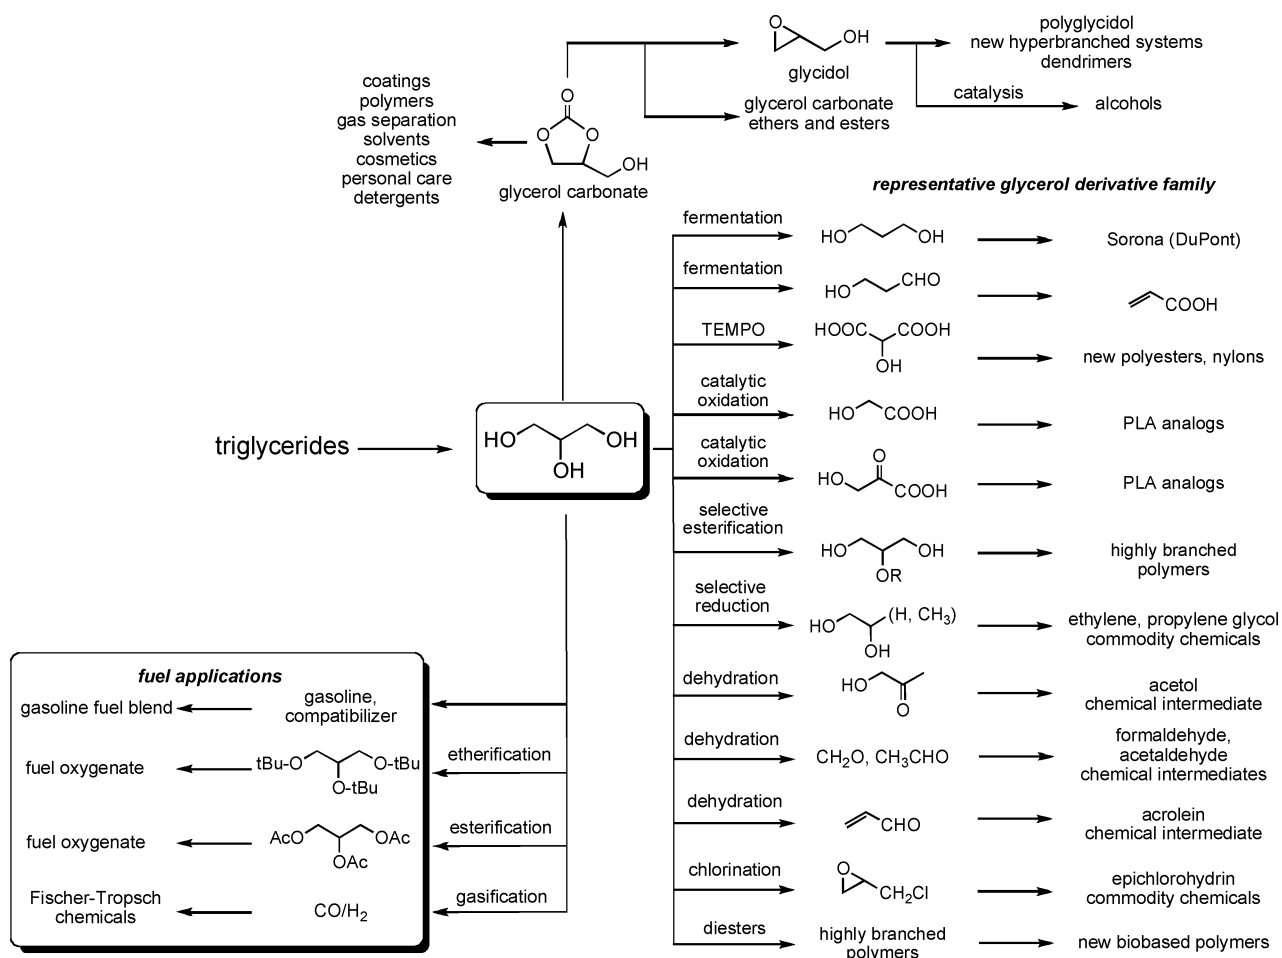 polyglycidol
new hyperbranched systems
dendrimers
O
OH
glycidol
catalysis
alcohols
glycerol carbonate
ethers and esters
coatings
polymers
gas separation
solvents
cosmetics
personal care
detergents
O
O
O
OH
glycerol carbonate
representative glycerol derivative family
fermentation
HO
OH
Sorona (DuPont)
fermentation
HO
CHO
COOH
TEMPO
HOOC
COOH
OH
new polyesters, nylons
catalytic
oxidation
HO
COOH
PLA analogs
triglycerides
HO
OH
OH
catalytic
oxidation
O
HO
COOH
PLA analogs
selective
esterification
HO
OH
OR
highly branched
polymers
selective
reduction
HO
(H, CH3)
OH
ethylene, propylene glycol
commodity chemicals
dehydration
HO
O
acetol
chemical intermediate
dehydration
CH2O, CH3CHO
formaldehyde,
acetaldehyde
chemical intermediates
dehydration
CHO
acrolein
chemical intermediate
chlorination
O
CH2Cl
epichlorohydrin
commodity chemicals
diesters
highly branched
polymers
new biobased polymers
fuel applications
gasoline fuel blend
gasoline,
compatibilizer
etherification
fuel oxygenate
tBu-O
O-tBu
O-tBu
esterification
fuel oxygenate
AcO
OAc
OAc
gasification
Fischer-Tropsch
chemicals
CO/H2